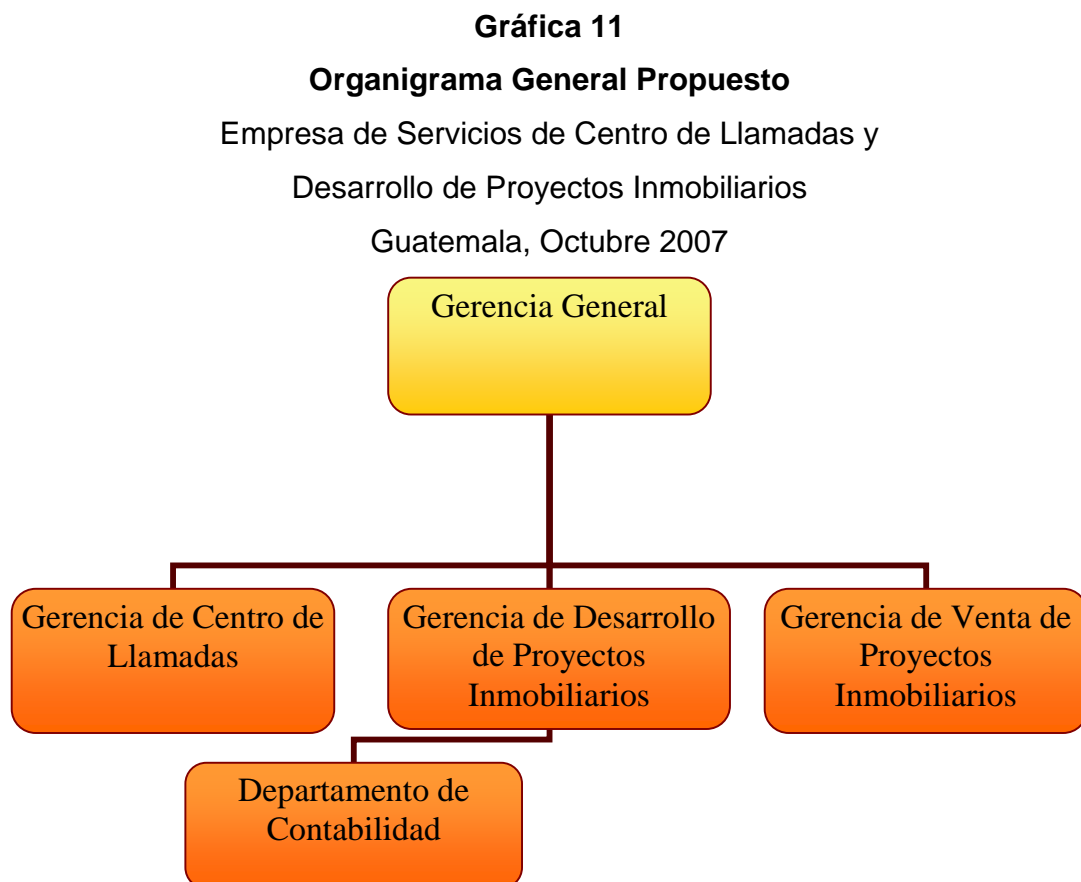 Gráfica 11
Organigrama General Propuesto
Empresa de Servicios de Centro de Llamadas y
Desarrollo de Proyectos Inmobiliarios
Guatemala, Octubre 2007
Gerencia General
Gerencia de Centro de
Llamadas
Gerencia de Desarrollo
de Proyectos
Inmobiliarios
Gerencia de Venta de
Proyectos
Inmobiliarios
Departamento de
Contabilidad